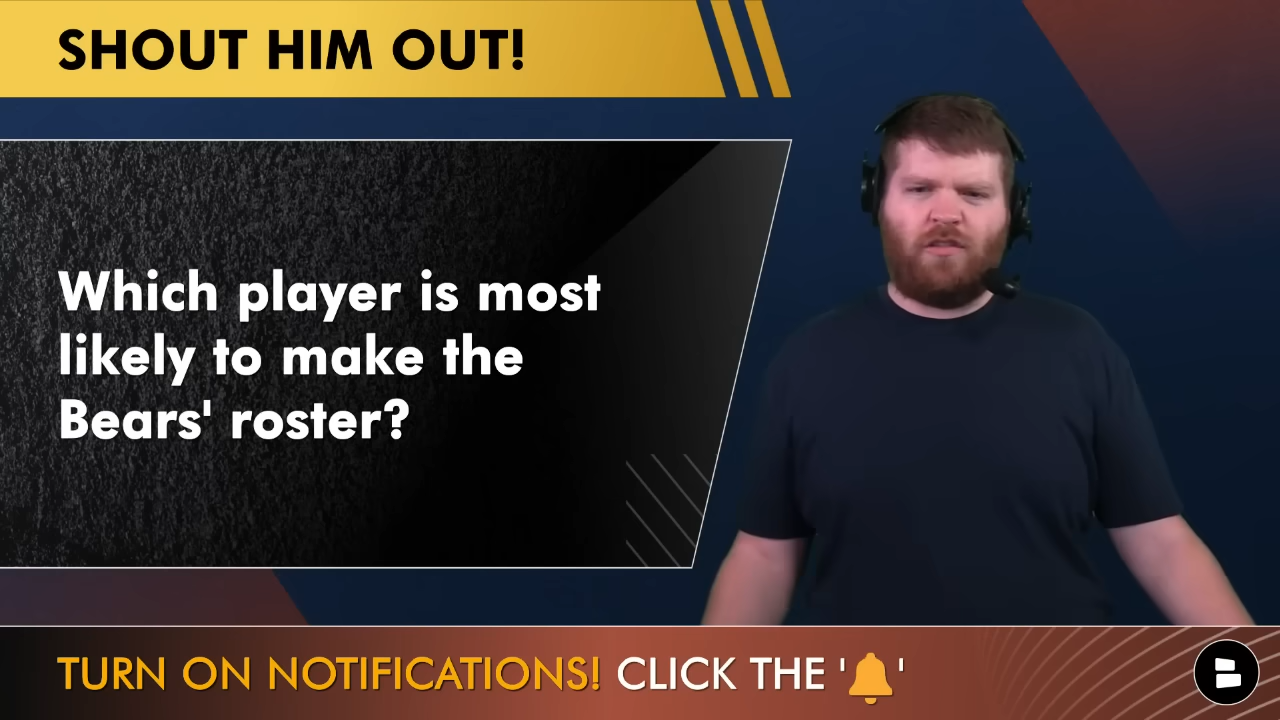 SHOUT HIM OUT!
Which player is most
likely to make the
Bears' roster?
TURN ON NOTIFICATIONS! CLICK THE ' '